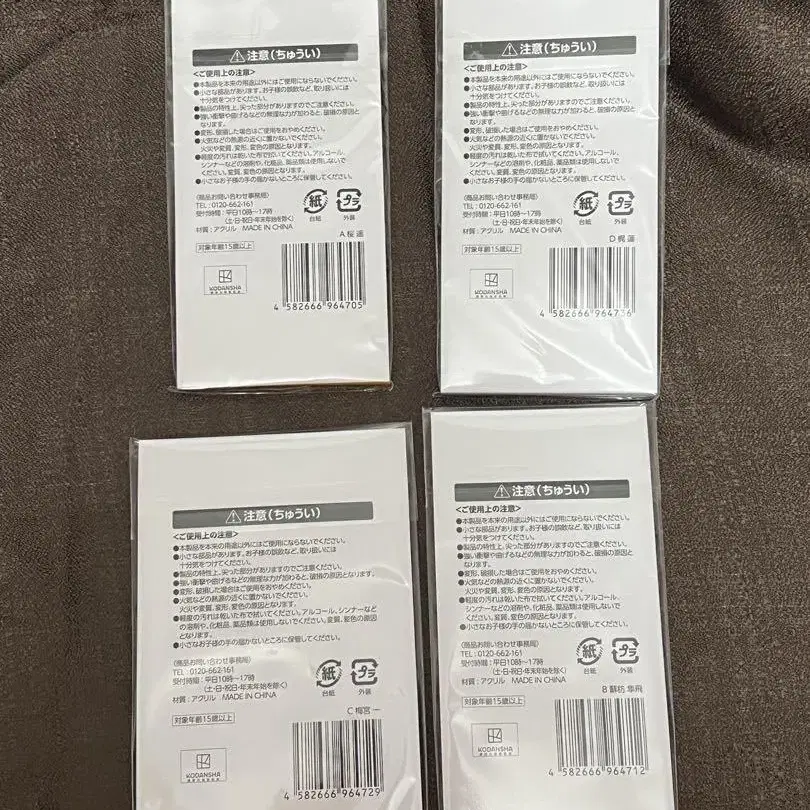 注意(ちゅうい)
<ご使用上の注意>
●本製品を本来の用途以外にはご使用にならないでください。
●小さな部品があります。お子様の誤飲など、取り扱いには
十分気をつけてください。
●製品の特性上、尖った部分がありますのでご注意ください。
●強い衝撃や曲げるなどの無理な力が加わると、破損の原因と
なります。
●変形、破損した場合はご使用をおやめください。
●火気などの熱源の近くに置かないでください。
火災や変質、変形、変色の原因となります。
●軽度の汚れは乾いた布で拭いてください。アルコール、
シンナーなどの溶剤や、化粧品、薬品類は使用しない
でください。変質、変色の原因となります。
●小さなお子様の手の届かないところに保管してください。
〈商品お問い合わせ事務局〉
TEL:0120-662-161
受付時間:平日10時～17時
(土・日・祝日・年末年始を除く)
材質:アクリル MADE IN CHINA
紙
台紙
プラ
外装
対象年齢15歳以上
A 桜 遥
KODANSHA
4 582666 964705
注意(ちゅうい)
<ご使用上の注意>
●本製品を本来の用途以外にはご使用にならないでください。
●小さな部品があります。お子様の誤飲など、取り扱いには
十分気をつけてください。
●製品の特性上、尖った部分がありますのでご注意ください。
●強い衝撃や曲げるなどの無理な力が加わると、破損の原因と
なります。
●変形、破損した場合はご使用をおやめください。
●火気などの熱源の近くに置かないでください。
火災や変質、変形、変色の原因となります。
●軽度の汚れは乾いた布で拭いてください。アルコール、
シンナーなどの溶剤や、化粧品、薬品類は使用しない
でください。変質、変色の原因となります。
●小さなお子様の手の届かないところに保管してください。
〈商品お問い合わせ事務局〉
TEL:0120-662-161
受付時間:平日10時～17時
(土・日・祝日・年末年始を除く)
材質:アクリル MADE IN CHINA
紙
台紙
プラ
外装
対象年齢15歳以上
D 梶 蓮
KODANSHA
4 582666 964736
注意(ちゅうい)
<ご使用上の注意>
●本製品を本来の用途以外にはご使用にならないでください。
●小さな部品があります。お子様の誤飲など、取り扱いには
十分気をつけてください。
●製品の特性上、尖った部分がありますのでご注意ください。
●強い衝撃や曲げるなどの無理な力が加わると、破損の原因となります。
●変形、破損した場合はご使用をおやめください。
●火気などの熱源の近くに置かないでください。
火災や変質、変形、変色の原因となります。
●軽度の汚れは乾いた布で拭いてください。アルコール、シンナーなど
の溶剤や、化粧品、薬品類は使用しないでください。変質、変色の原因
となります。
●小さなお子様の手の届かないところに保管してください。
〈商品お問い合わせ事務局〉
TEL:0120-662-161
受付時間:平日10時～17時
(土・日・祝日・年末年始を除く)
材質:アクリル MADE IN CHINA
紙
台紙
プラ
外装
対象年齢15歳以上
C 梅宮 一
KODANSHA
4 582666 964729
注意(ちゅうい)
<ご使用上の注意>
●本製品を本来の用途以外にはご使用にならないでください。
●小さな部品があります。お子様の誤飲など、取り扱いには
十分気をつけてください。
●製品の特性上、尖った部分がありますのでご注意ください。
●強い衝撃や曲げるなどの無理な力が加わると、破損の原因
となります。
●変形、破損した場合はご使用をおやめください。
●火気などの熱源の近くに置かないでください。
火災や変質、変形、変色の原因となります。
●軽度の汚れは乾いた布で拭いてください。アルコール、
シンナーなどの溶剤や、化粧品、薬品類は使用しないで
ください。変質、変色の原因となります。
●小さなお子様の手の届かないところに保管してください。
〈商品お問い合わせ事務局〉
TEL:0120-662-161
受付時間:平日10時～17時
(土・日・祝日・年末年始を除く)
材質:アクリル MADE IN CHINA
紙
台紙
プラ
外装
対象年齢15歳以上
B 蘇枋 隼飛
KODANSHA
4 582666 964712